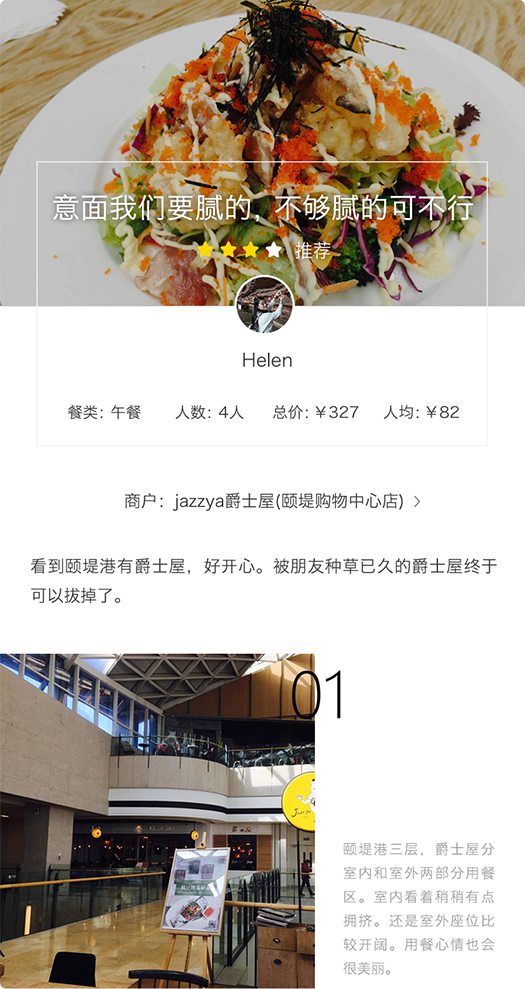 意面我们要腻的，不够腻的可不行
推荐
Helen
餐类：午餐 人数：4人 总价：￥327 人均：￥82
商户：jazzya爵士屋(颐堤购物中心店)
看到颐堤港有爵士屋，好开心。被朋友种草已久的爵士屋终于
可以拔掉了。
01
颐堤港三层，爵士屋分
室内和室外两部分用餐
区。室内看着稍稍有点
拥挤。还是室外座位比
较开阔。用餐心情也会
很美丽。